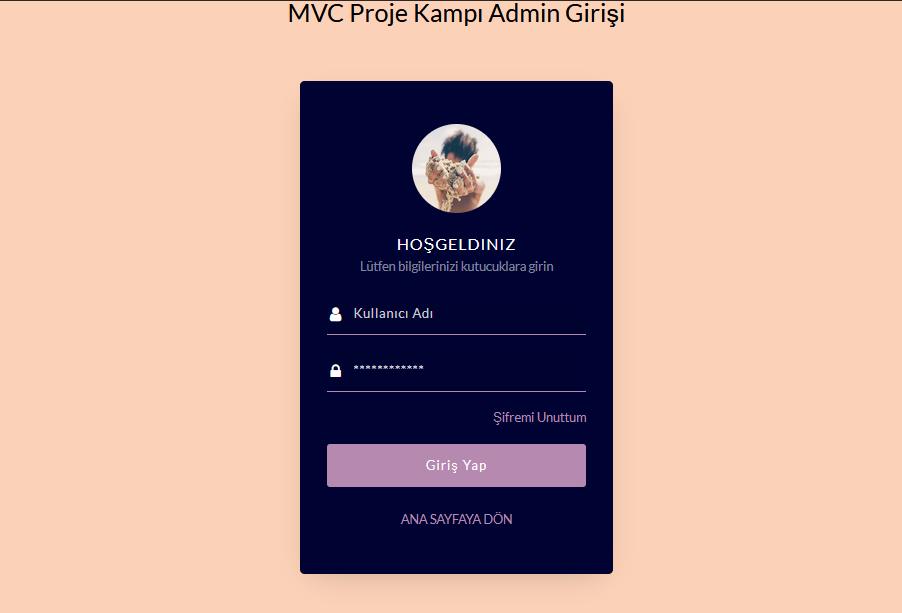 MVC Proje Kampı Admin Girişi
HOŞGELDINIZ
Lütfen bilgilerinizi kutucuklara girin
Kullanıcı Adı
************
Şifremi Unuttum
Giriş Yap
ANA SAYFAYA DÖN